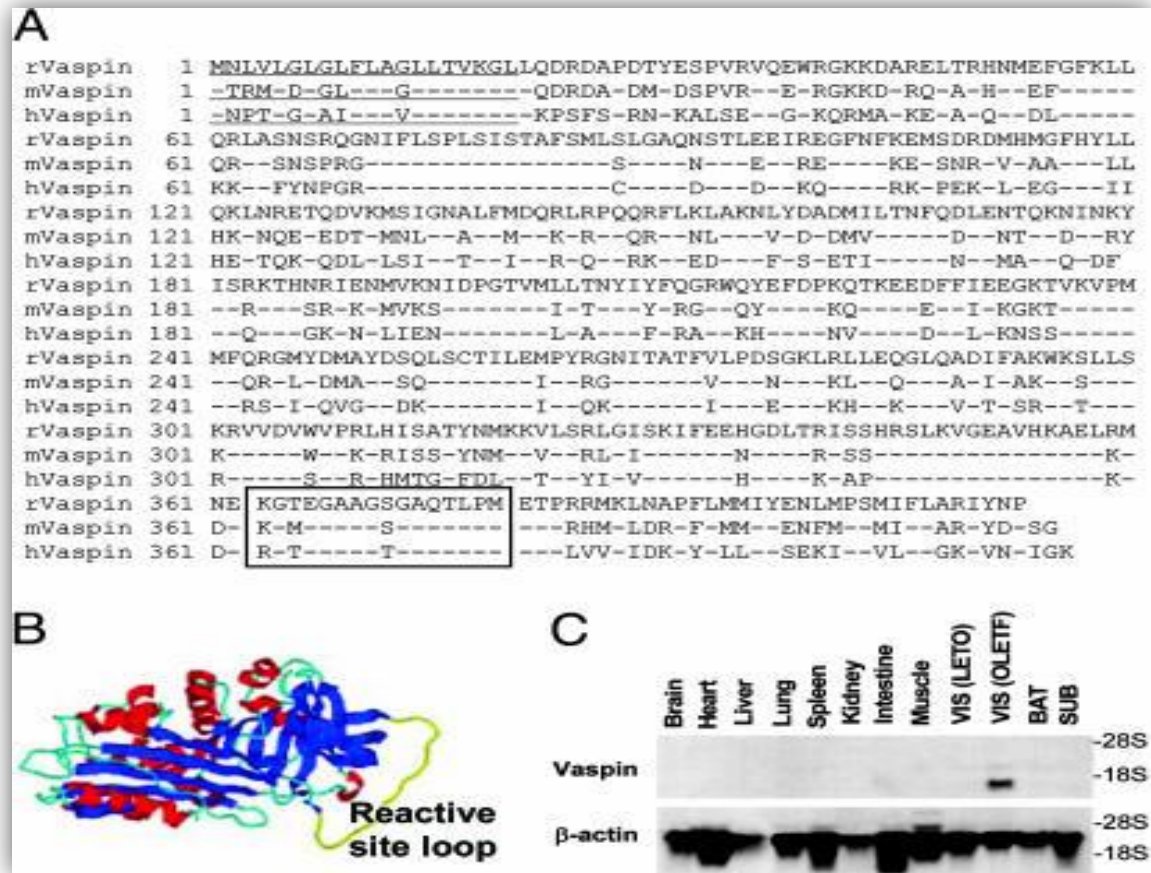 A
rVaspin 1 MNLVLGLGLFLAGLLTVKGLLQDRDAPDTYESPVRVQEWRGKKDARELTRHNMEFGFKLL
mVaspin 1 -TRM-D-GL---G--------QDRDA-DM-DSPVR--E-RGKKD-RQ-A-H--EF-----
hVaspin 1 -NPT-G-AI---V--------KPSFS-RN-KALSE--G-KQRMA-KE-A-Q--DL-----
rVaspin 61 QRLASNSRQGNIFLSPLSISTAFSMLSLGAQNSTLEEIREGFNFKEMSDRDMHMGFHYLL
mVaspin 61 QR--SNSPRG----------------S----N---E--RE----KE-SNR-V-AA---LL
hVaspin 61 KK--FYNPGR----------------C----D---D--KQ----RK-PEK-L-EG---II
rVaspin 121 QKLNRETQDVKMSIGNALFMDQRLRPQQRFLKLAKNLYDADMILTNFQDLENTQKNINKY
mVaspin 121 HK-NQE-EDT-MNL--A--M--K-R--QR--NL---V-D-DMV-----D--NT--D--RY
hVaspin 121 HE-TQK-QDL-LSI--T--I--R-Q--RK--ED---F-S-ETI-----N--MA--Q-DF
rVaspin 181 ISRKTHNRIENMVKNIDPGTVMLLTNYIYFQGRWQYEFDPKQTKEEDFFIEEGKTVKVPM
mVaspin 181 --R---SR-K-MVKS-------I-T---Y-RG--QY----KQ---E--I-KGKT-----
hVaspin 181 --Q---GK-N-LIEN-------L-A---F-RA--KH----NV---D--L-KNSS-----
rVaspin 241 MFQRGMYDMAYDSQLSCTILEMPYRGNITATFVLPDSGKLRLLEQGLQADIFAKWKSLLS
mVaspin 241 --QR-L-DMA--SQ-------I--RG------V---N--KL--Q---A-I-AK--S---
hVaspin 241 --RS-I-QVG--DK-------I--QK------I---E--KH--K---V-T-SR--T---
rVaspin 301 KRVVDVWVPRLHISATYNMKKVLSRLGISKIFEEHGDLTRISSHRSLKVGEAVHKAELRM
mVaspin 301 K-----W--K-RISS-YNM--V--RL-I------N---R-SS---------------K-
hVaspin 301 R-----S--R-HMTG-FDL--T--YI-V------H---K-AP---------------K-
rVaspin 361 NE KGTEGAAGSGAQTLPM ETPRRMKLNAPFLMMIYENLMPSMIFLARIYNP
mVaspin 361 D- K-M-----S------- ---RHM-LDR-F-MM--ENFM--MI--AR-YD-SG
hVaspin 361 D- R-T-----T------- ---LVV-IDK-Y-LL--SEKI--VL--GK-VN-IGK
B
Reactive
site loop
C
Brain Heart Liver Lung Spleen Kidney Intestine Muscle VIS (LETO) VIS (OLETF) BAT SUB
-28S
Vaspin -18S
-28S
β-actin -18S